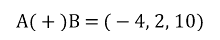 A( + )B = ( − 4, 2, 10)